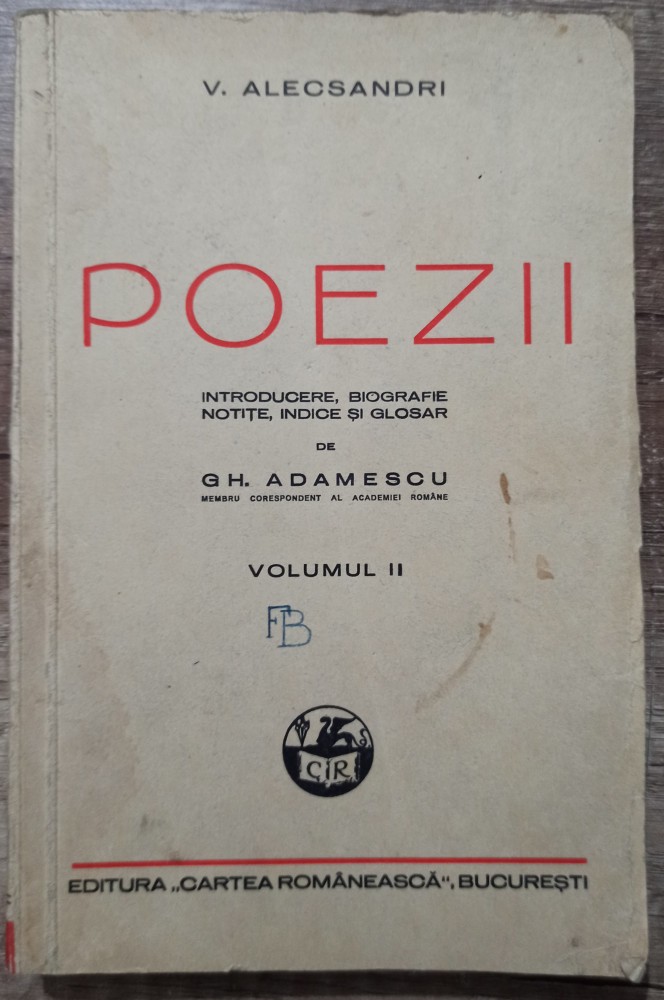 V. ALECSANDRI
POEZII
INTRODUCERE, BIOGRAFIE
NOTIȚE, INDICE ȘI GLOSAR
DE
GH. ADAMESCU
MEMBRU CORESPONDENT AL ACADEMIEI ROMÂNE
VOLUMUL II
FB
CR
EDITURA „CARTEA ROMÂNEASCĂ“, BUCUREȘTI